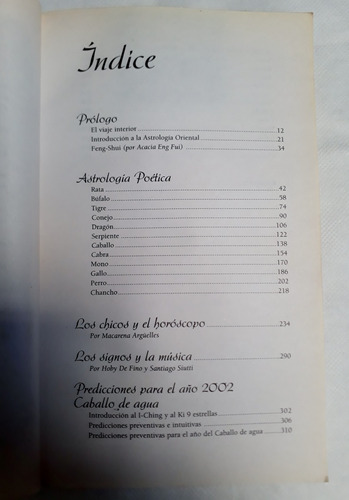 Índice
Prólogo
El viaje interior 12
Introducción a la Astrología Oriental 21
Feng-Shui (por Acacia Eng Fui) 34
Astrología Poética
Rata 42
Búfalo 58
Tigre 74
Conejo 90
Dragón 106
Serpiente 122
Caballo 138
Cabra 154
Mono 170
Gallo 186
Perro 202
Chancho 218
Los chicos y el horóscopo 234
Por Macarena Argüelles
Los signos y la música 290
Por Hoby De Fino y Santiago Siutti
Predicciones para el año 2002
Caballo de agua
Introducción al I-Ching y al Ki 9 estrellas 302
Predicciones preventivas e intuitivas 306
Predicciones preventivas para el año del Caballo de agua 310